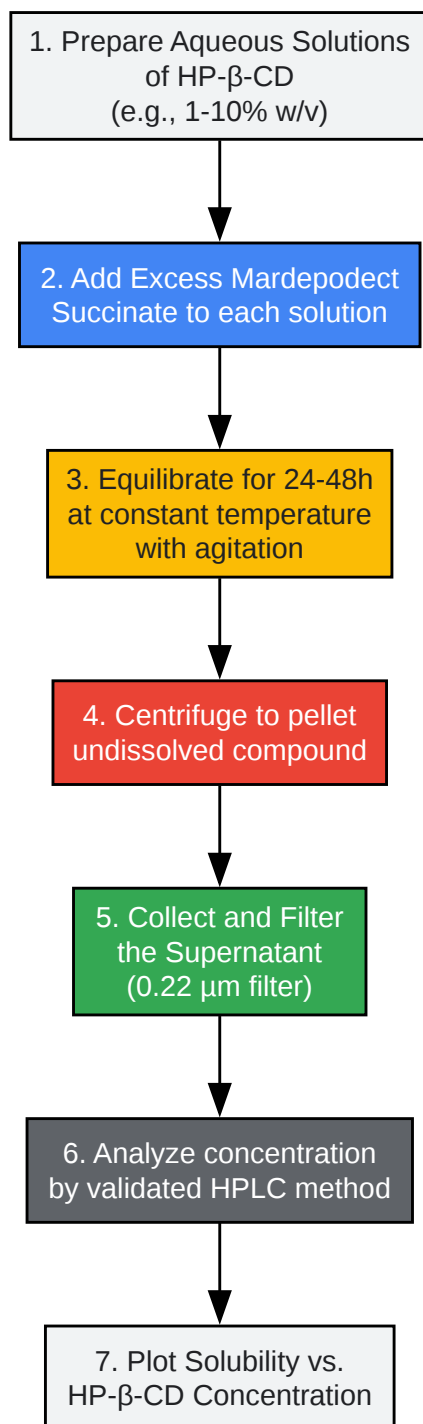 1. Prepare Aqueous Solutions
of HP-β-CD
(e.g., 1-10% w/v)
2. Add Excess Mardepodect
Succinate to each solution
3. Equilibrate for 24-48h
at constant temperature
with agitation
4. Centrifuge to pellet
undissolved compound
5. Collect and Filter
the Supernatant
(0.22 µm filter)
6. Analyze concentration
by validated HPLC method
7. Plot Solubility vs.
HP-β-CD Concentration